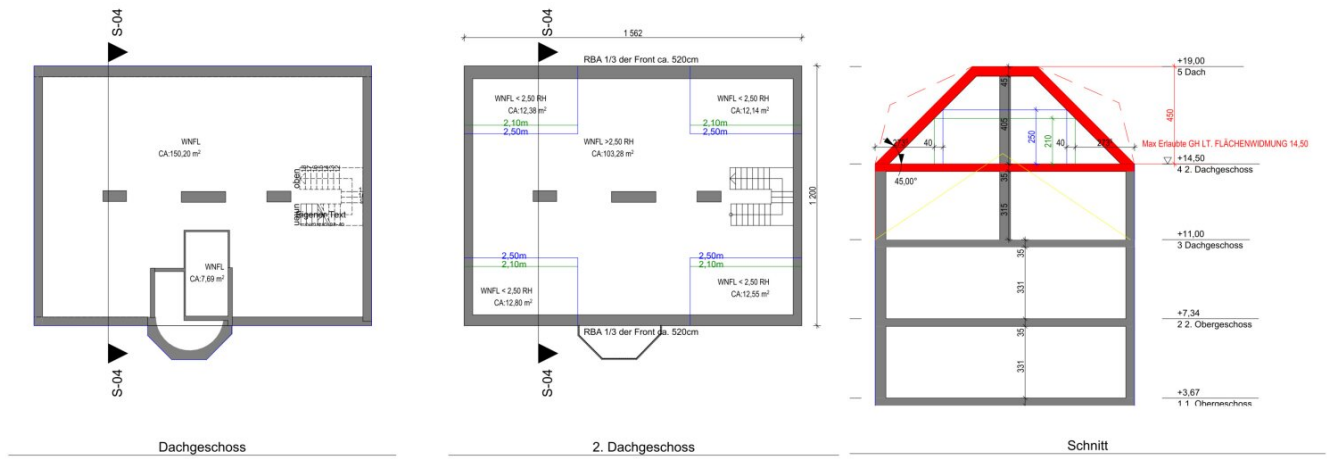 S-04
WNFL
CA:150,20 m²
oben
unten
Eigener Text
WNFL
CA:7,69 m²
S-04
Dachgeschoss
S-04
1 562
RBA 1/3 der Front ca. 520cm
WNFL < 2,50 RH
CA:12,38 m²
WNFL < 2,50 RH
CA:12,14 m²
2,10m
2,50m
2,10m
2,50m
WNFL >2,50 RH
CA:103,28 m²
1 200
2,50m
2,10m
2,50m
2,10m
WNFL < 2,50 RH
CA:12,80 m²
WNFL < 2,50 RH
CA:12,55 m²
RBA 1/3 der Front ca. 520cm
S-04
2. Dachgeschoss
+19,00
5 Dach
45
405
450
250
210
40
40
45,00°
Max Erlaubte GH LT. FLÄCHENWIDMUNG 14,50
+14,50
4 2. Dachgeschoss
35
315
+11,00
3 Dachgeschoss
35
331
+7,34
2 2. Obergeschoss
35
331
+3,67
1 1. Obergeschoss
Schnitt